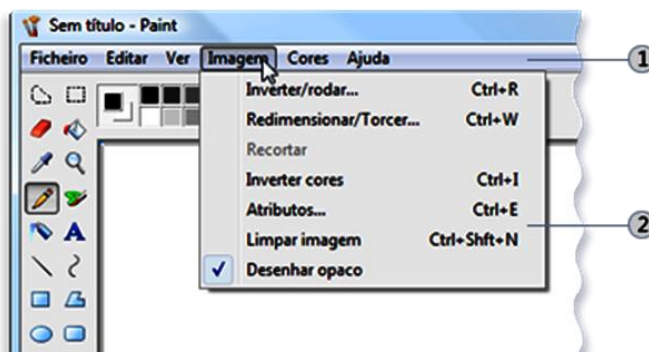 Sem título - Paint
Ficheiro Editar Ver Imagem Cores Ajuda
1
Inverter/rodar... Ctrl+R
Redimensionar/Torcer... Ctrl+W
Recortar
Inverter cores Ctrl+I
Atributos... Ctrl+E
2
Limpar imagem Ctrl+Shft+N
Desenhar opaco
A